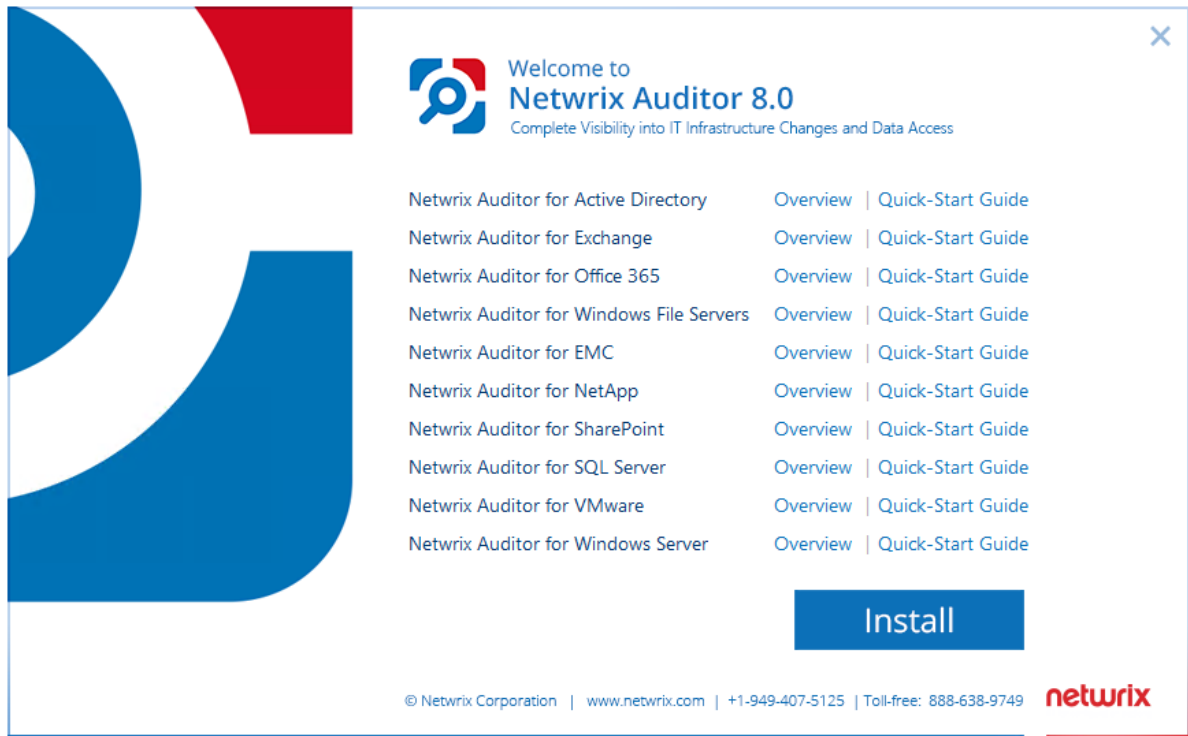 Welcome to
Netwrix Auditor 8.0
Complete Visibility into IT Infrastructure Changes and Data Access
Netwrix Auditor for Active Directory Overview | Quick-Start Guide
Netwrix Auditor for Exchange Overview | Quick-Start Guide
Netwrix Auditor for Office 365 Overview | Quick-Start Guide
Netwrix Auditor for Windows File Servers Overview | Quick-Start Guide
Netwrix Auditor for EMC Overview | Quick-Start Guide
Netwrix Auditor for NetApp Overview | Quick-Start Guide
Netwrix Auditor for SharePoint Overview | Quick-Start Guide
Netwrix Auditor for SQL Server Overview | Quick-Start Guide
Netwrix Auditor for VMware Overview | Quick-Start Guide
Netwrix Auditor for Windows Server Overview | Quick-Start Guide
Install
© Netwrix Corporation | www.netwrix.com | +1-949-407-5125 | Toll-free: 888-638-9749 netwrix